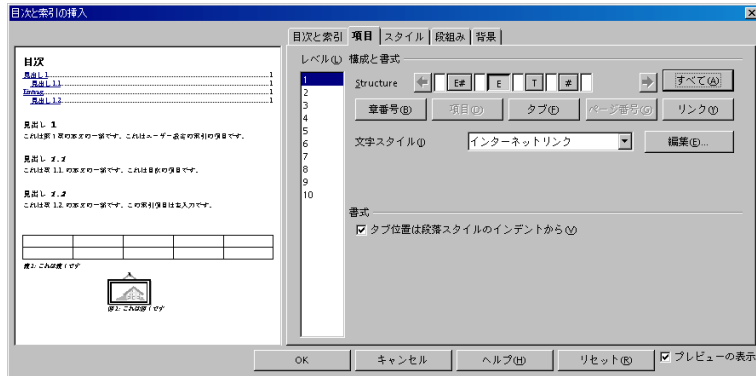 目次と索引の挿入
目次と索引 項目 スタイル 段組み 背景
目次
見出し 1 1
見出し 1.1 1
1
見出し 1.2 1
見出し 1
これは第1章の本文の一部です。これはユーザー設定の索引の項目です。
見出し 1.1
これは章 1.1. の本文の一部です。これは目次の項目です。
見出し 1.2
これは章 1.2. の本文の一部です。この索引項目は主入力です。
表1: これは表1です
図1: これは図1です
レベル(L)
1
2
3
4
5
6
7
8
9
10
構成と書式
Structure E# E T # すべて(A)
章番号(B) 項目(D) タブ(F) ページ番号(G) リンク(Y)
文字スタイル(I) インターネットリンク 編集(E)...
書式
タブ位置は段落スタイルのインデントから(V)
OK キャンセル ヘルプ(H) リセット(R) プレビューの表示